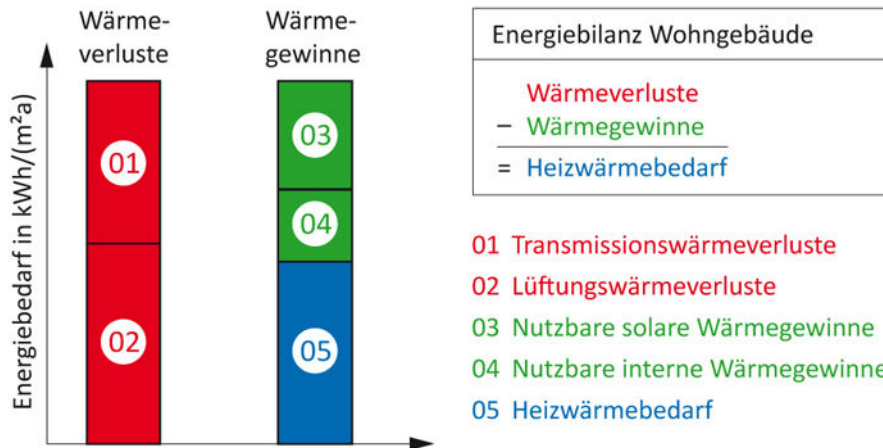 Wärme-
verluste
Wärme-
gewinne
Energiebedarf in kWh/(m²a)
01
02
03
04
05
Energiebilanz Wohngebäude
Wärmeverluste
– Wärmegewinne
= Heizwärmebedarf
01 Transmissionswärmeverluste
02 Lüftungswärmeverluste
03 Nutzbare solare Wärmegewinne
04 Nutzbare interne Wärmegewinne
05 Heizwärmebedarf